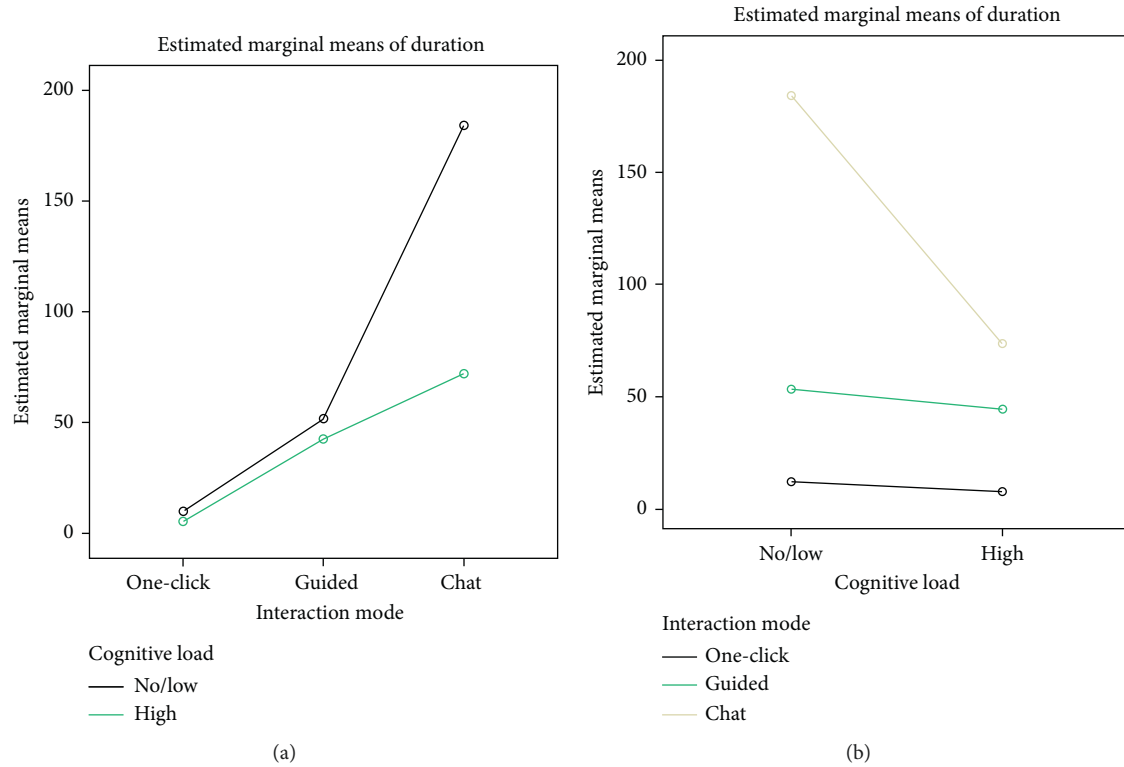 Estimated marginal means of duration
200
150
100
50
0
Estimated marginal means
One-click Guided Chat
Interaction mode
Cognitive load
No/low
High
(a)
Estimated marginal means of duration
200
150
100
50
0
Estimated marginal means
No/low High
Cognitive load
Interaction mode
One-click
Guided
Chat
(b)